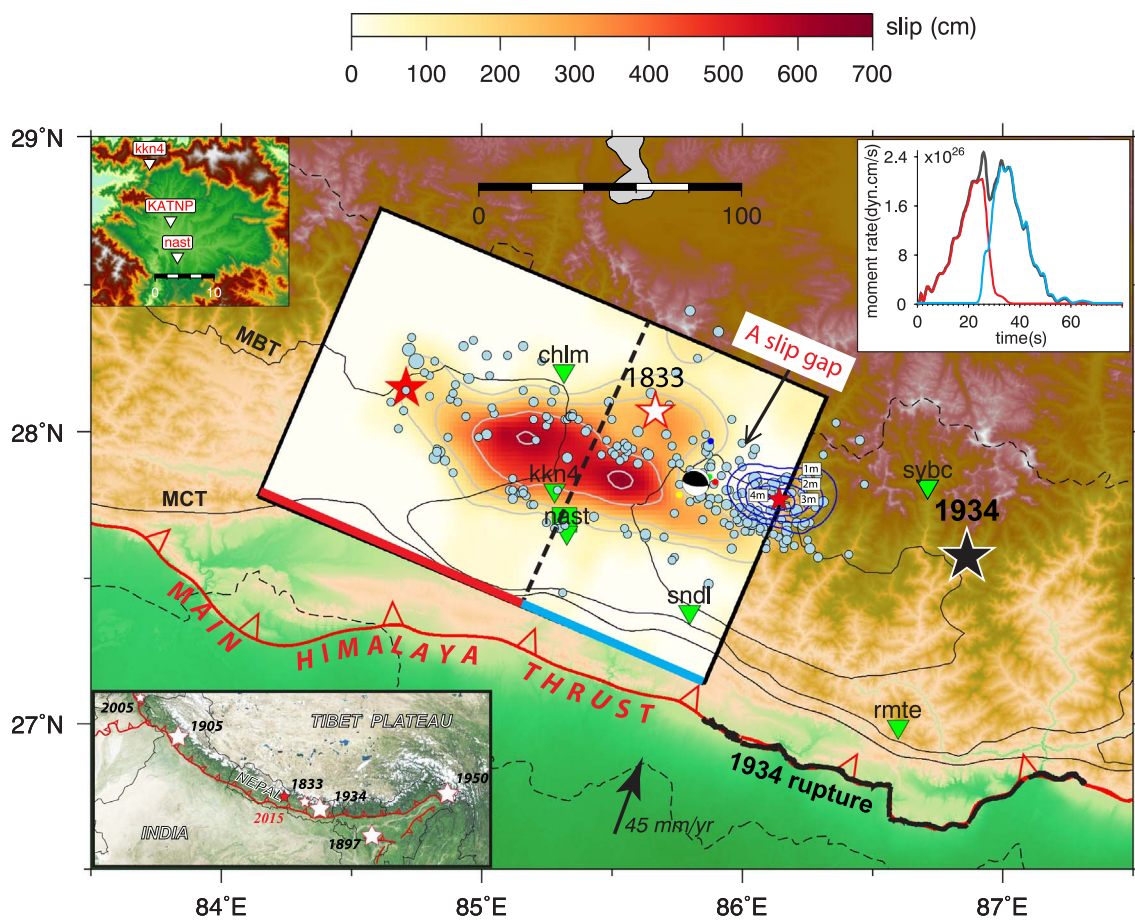 slip (cm)
0 100 200 300 400 500 600 700
29°N
28°N
27°N
84°E 85°E 86°E 87°E
kkn4
KATNP
nast
0 10
0 100
x10^26
2.4
1.6
8
0
moment rate(dyn.cm/s)
0 20 40 60
time(s)
MBT
MCT
chlm
1833
A slip gap
kkn4
nast
1m
2m
3m
4m
sybc
1934
sndl
rmte
MAIN HIMALAYA THRUST
1934 rupture
45 mm/yr
2005
1905
TIBET PLATEAU
NEPAL
1833
1934
1950
2015
INDIA
1897